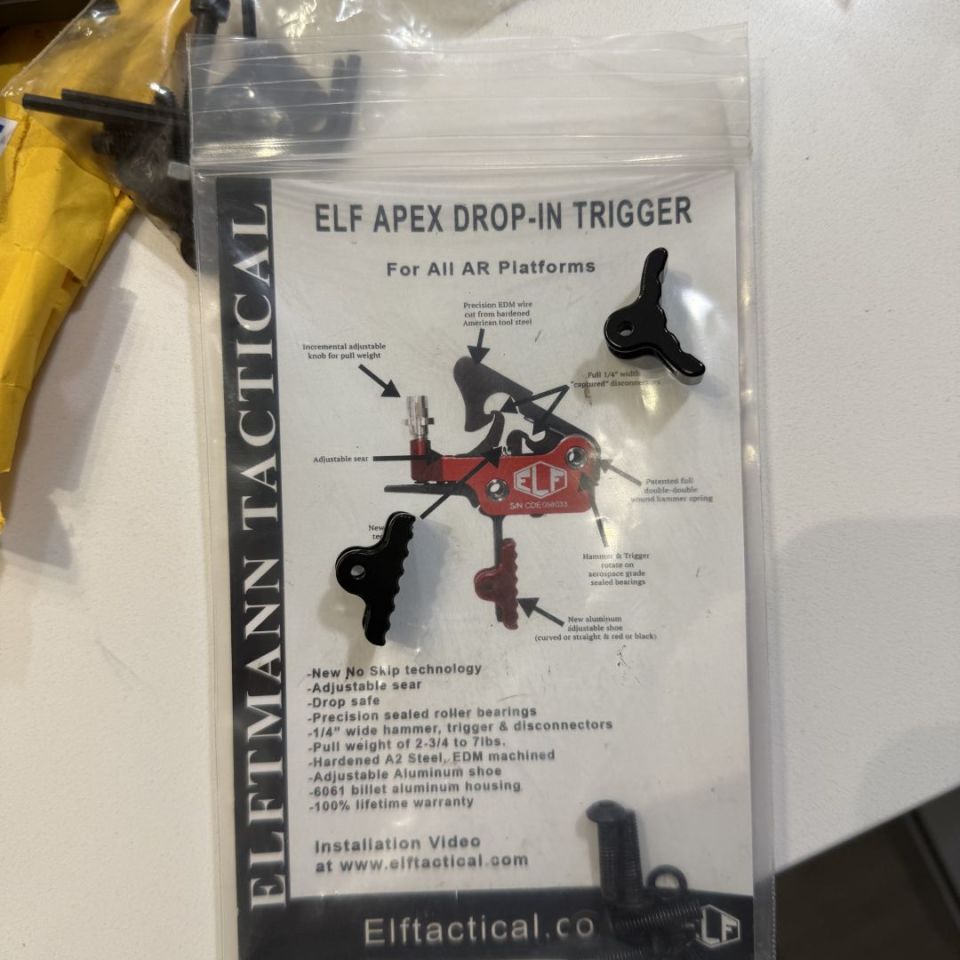 ELFTMANN TACTICAL
ELF APEX DROP-IN TRIGGER
For All AR Platforms
Precision EDM wire
cut from hardened
American tool steel
Incremental adjustable
knob for pull weight
Full 1/4" width
"captured" disconnectors
Adjustable sear
ELF
S/N CDE
Patented foil
double-double
wound hammer spring
New
Hammer & Trigger
rotate on
aerospace grade
sealed bearings
New aluminum
adjustable shoe
(curved or straight & red or black)
-New No Skip technology
-Adjustable sear
-Drop safe
-Precision sealed roller bearings
-1/4" wide hammer, trigger & disconnectors
-Pull weight of 2-3/4 to 7lbs.
-Hardened A2 Steel, EDM machined
-Adjustable Aluminum shoe
-6061 billet aluminum housing
-100% lifetime warranty
Installation Video
at www.elftactical.com
Elftactical.co
ELF